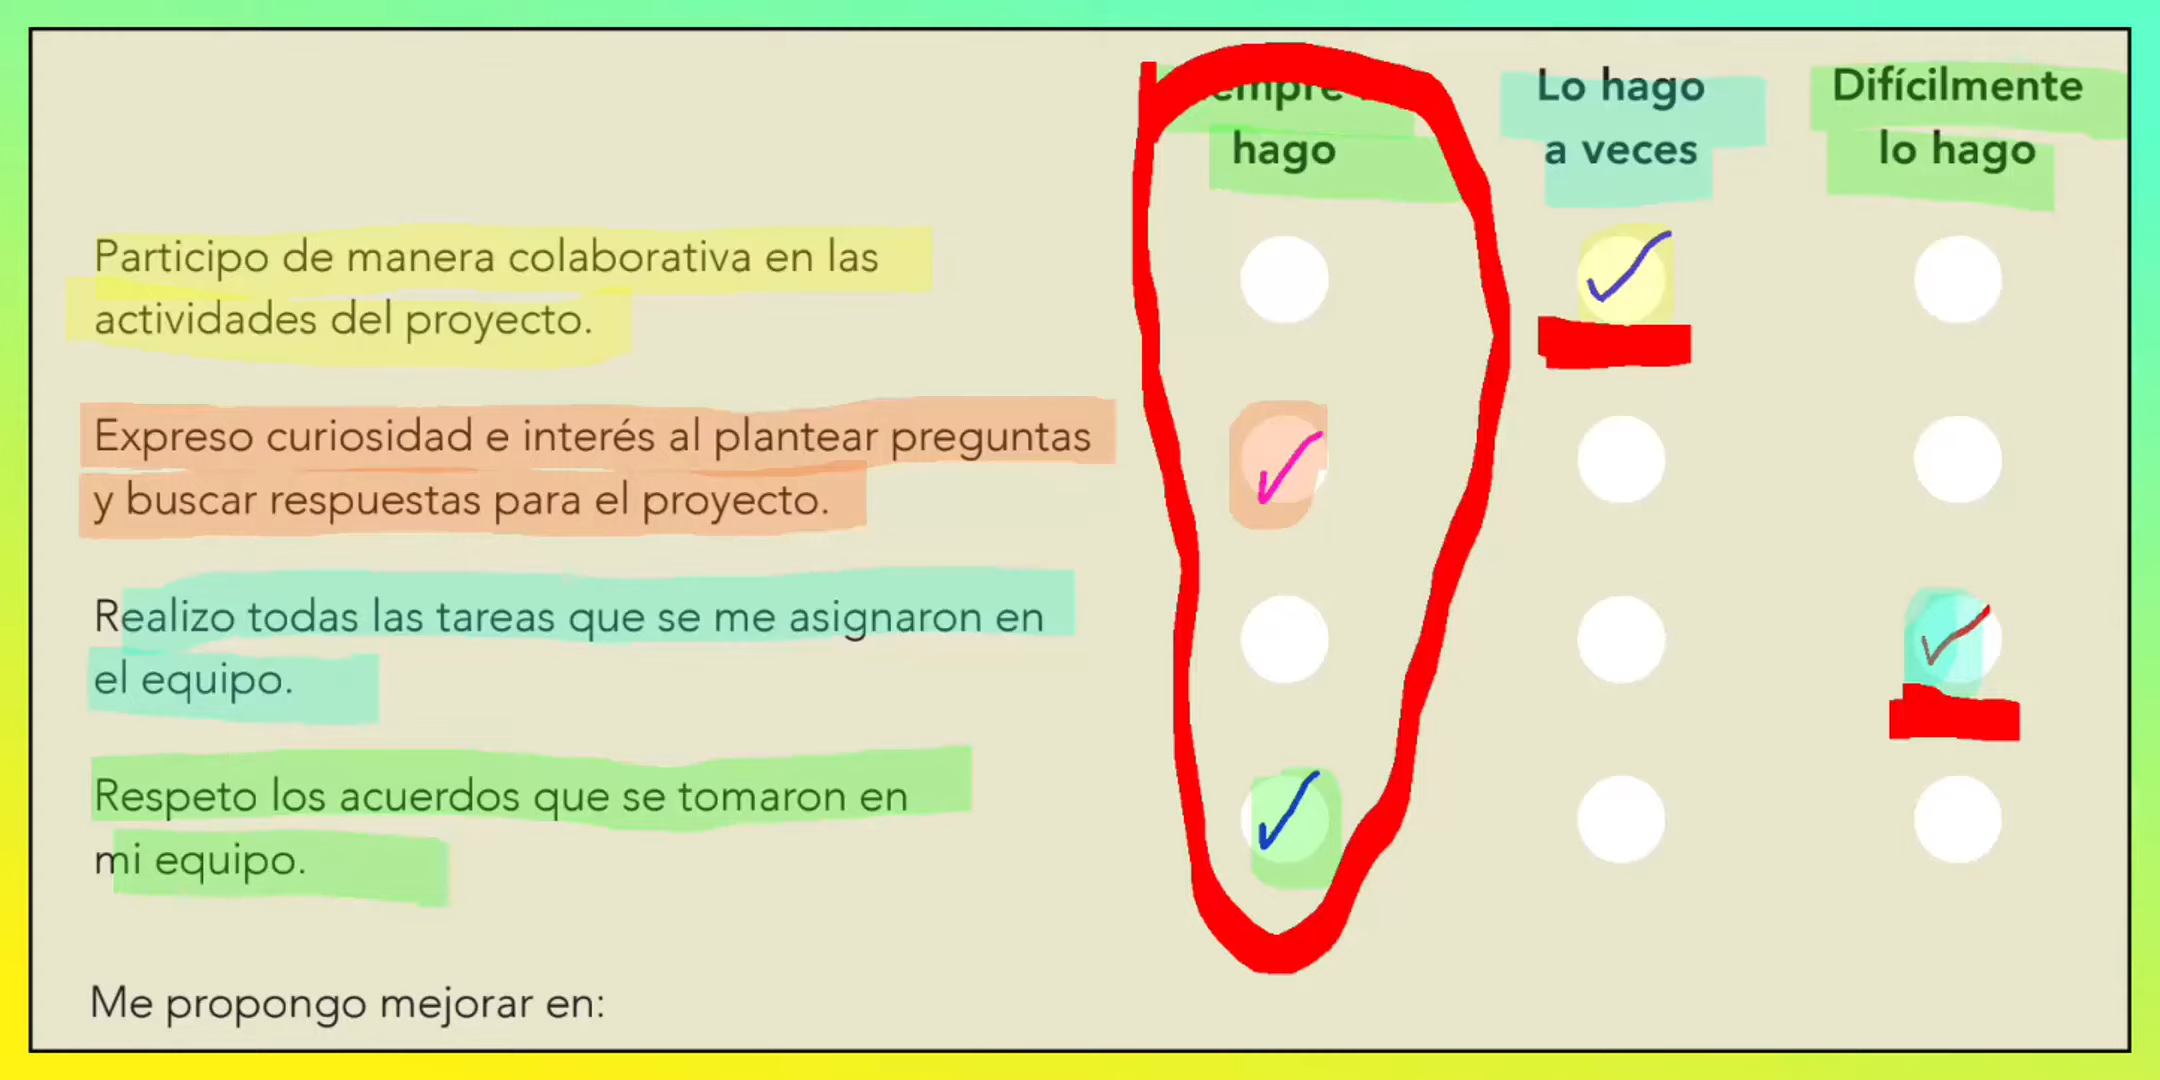 Lo hago
Difícilmente
hago
a veces
lo hago
Participo de manera colaborativa en las
actividades del proyecto.
Expreso curiosidad e interés al plantear preguntas
y buscar respuestas para el proyecto.
Realizo todas las tareas que se me asignaron en
el equipo.
Respeto los acuerdos que se tomaron en
mi equipo.
Me propongo mejorar en: